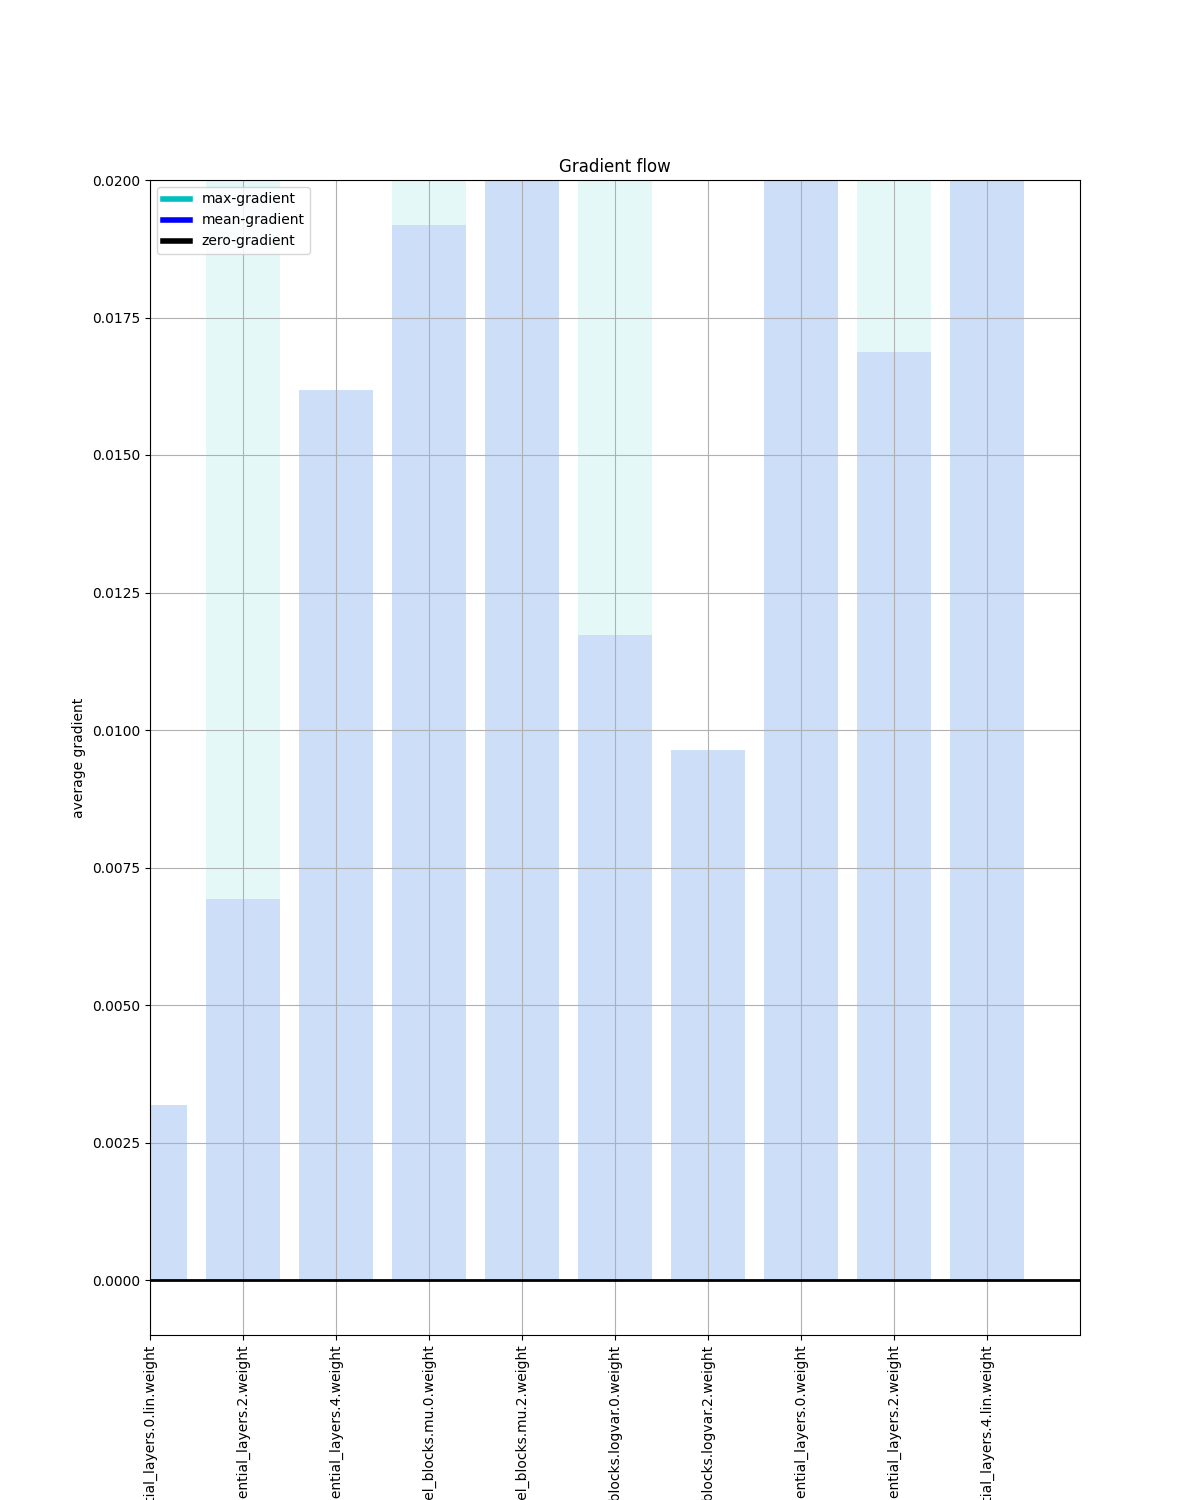 Gradient flow
max-gradient
mean-gradient
zero-gradient
0.0200
0.0175
0.0150
0.0125
0.0100
0.0075
0.0050
0.0025
0.0000
average gradient
tial_layers.0.lin.weight
ential_layers.2.weight
ential_layers.4.weight
el_blocks.mu.0.weight
el_blocks.mu.2.weight
blocks.logvar.0.weight
blocks.logvar.2.weight
ential_layers.0.weight
ential_layers.2.weight
tial_layers.4.lin.weight